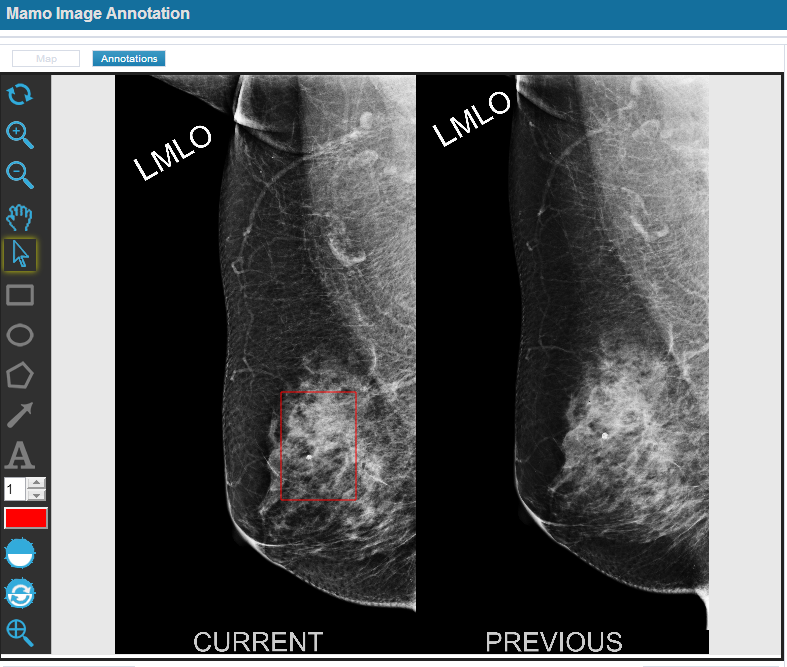 Mamo Image Annotation
Map
Annotations
LMLO
LMLO
A
1
CURRENT
PREVIOUS